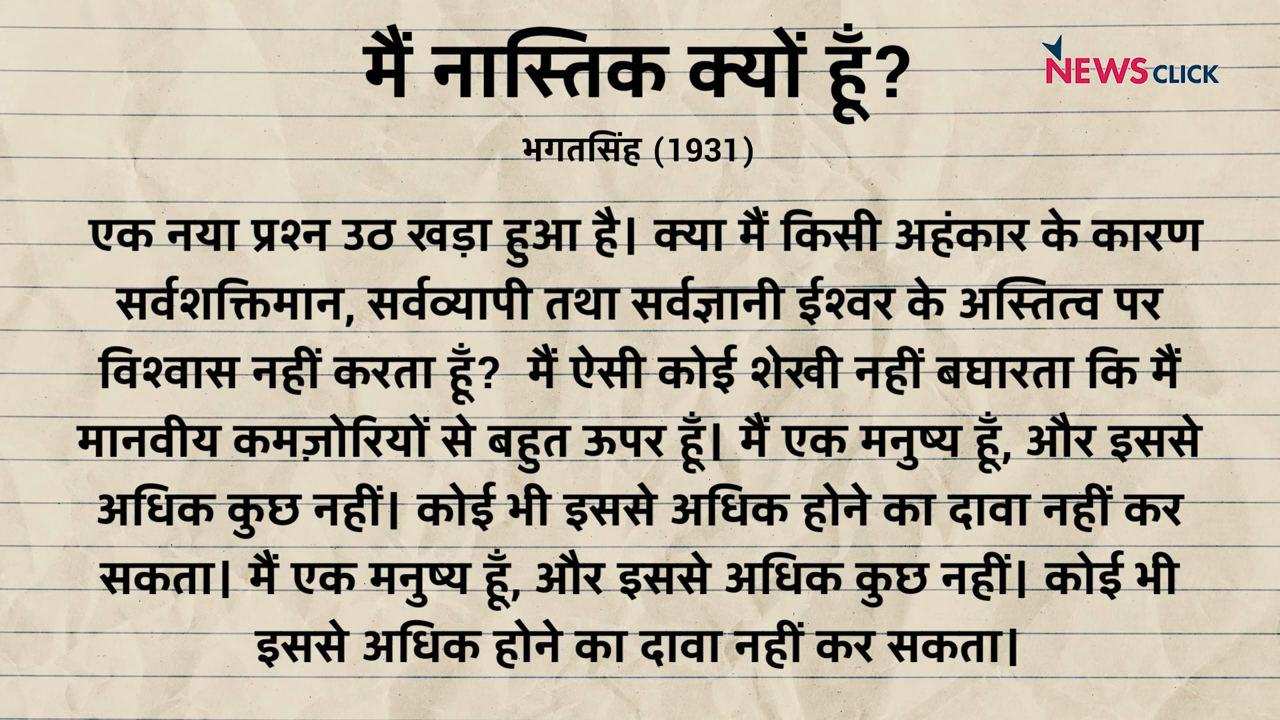 मैं नास्तिक क्यों हूँ?
NEWSCLICK
भगतसिंह (1931)
एक नया प्रश्न उठ खड़ा हुआ है| क्या मैं किसी अहंकार के कारण
सर्वशक्तिमान, सर्वव्यापी तथा सर्वज्ञानी ईश्वर के अस्तित्व पर
विश्वास नहीं करता हूँ? मैं ऐसी कोई शेखी नहीं बघारता कि मैं
मानवीय कमज़ोरियों से बहुत ऊपर हूँ| मैं एक मनुष्य हूँ, और इससे
अधिक कुछ नहीं| कोई भी इससे अधिक होने का दावा नहीं कर
सकता| मैं एक मनुष्य हूँ, और इससे अधिक कुछ नहीं| कोई भी
इससे अधिक होने का दावा नहीं कर सकता|